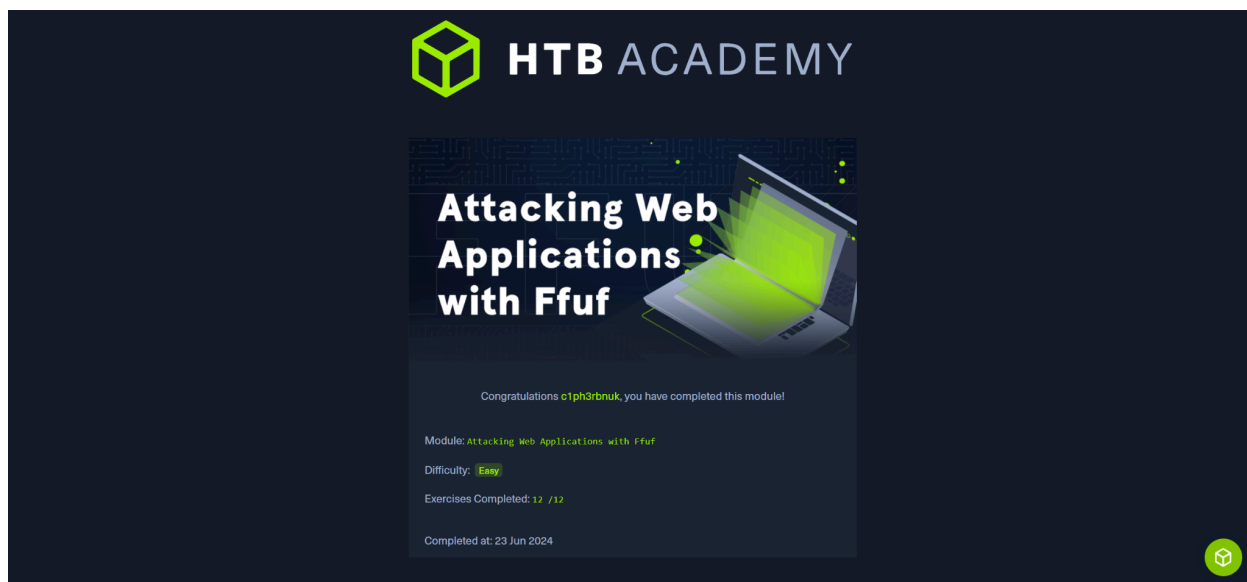 HTB ACADEMY
Attacking Web
Applications
with Ffuf
Congratulations c1ph3rbnuk, you have completed this module!
Module: Attacking Web Applications with Ffuf
Difficulty: Easy
Exercises Completed: 12 /12
Completed at: 23 Jun 2024